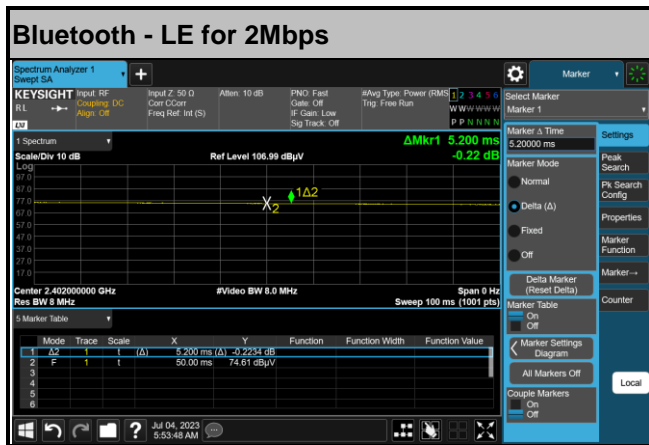 Bluetooth - LE for 2Mbps
Spectrum Analyzer 1
Swept SA
Marker
KEYSIGHT
RL
Input: RF
Coupling: DC
Align: Off
Input Z: 50 Ω
Corr CCorr
Freq Ref: Int (S)
Atten: 10 dB
PNO: Fast
Gate: Off
IF Gain: Low
Sig Track: Off
#Avg Type: Power (RMS
Trig: Free Run
1 2 3 4 5 6
W W W W W W
P P N N N N
LXI
1 Spectrum
ΔMkr1 5.200 ms
Scale/Div 10 dB
Ref Level 106.99 dBµV
-0.22 dB
Log
97.0
87.0
77.0
67.0
57.0
47.0
37.0
27.0
17.0
1Δ2
X2
Center 2.402000000 GHz
#Video BW 8.0 MHz
Span 0 Hz
Res BW 8 MHz
Sweep 100 ms (1001 pts)
5 Marker Table
Mode Trace Scale X Y Function Function Width Function Value
1 Δ2 1 t (Δ) 5.200 ms (Δ) -0.2234 dB
2 F 1 t 50.00 ms 74.61 dBµV
3
4
5
6
Select Marker
Marker 1
Marker Δ Time
5.20000 ms
Marker Mode
Normal
Delta (Δ)
Fixed
Off
Delta Marker
(Reset Delta)
Marker Table
On
Off
Marker Settings
Diagram
All Markers Off
Couple Markers
On
Off
Settings
Peak
Search
Pk Search
Config
Properties
Marker
Function
Marker→
Counter
Local
?
Jul 04, 2023
5:53:48 AM